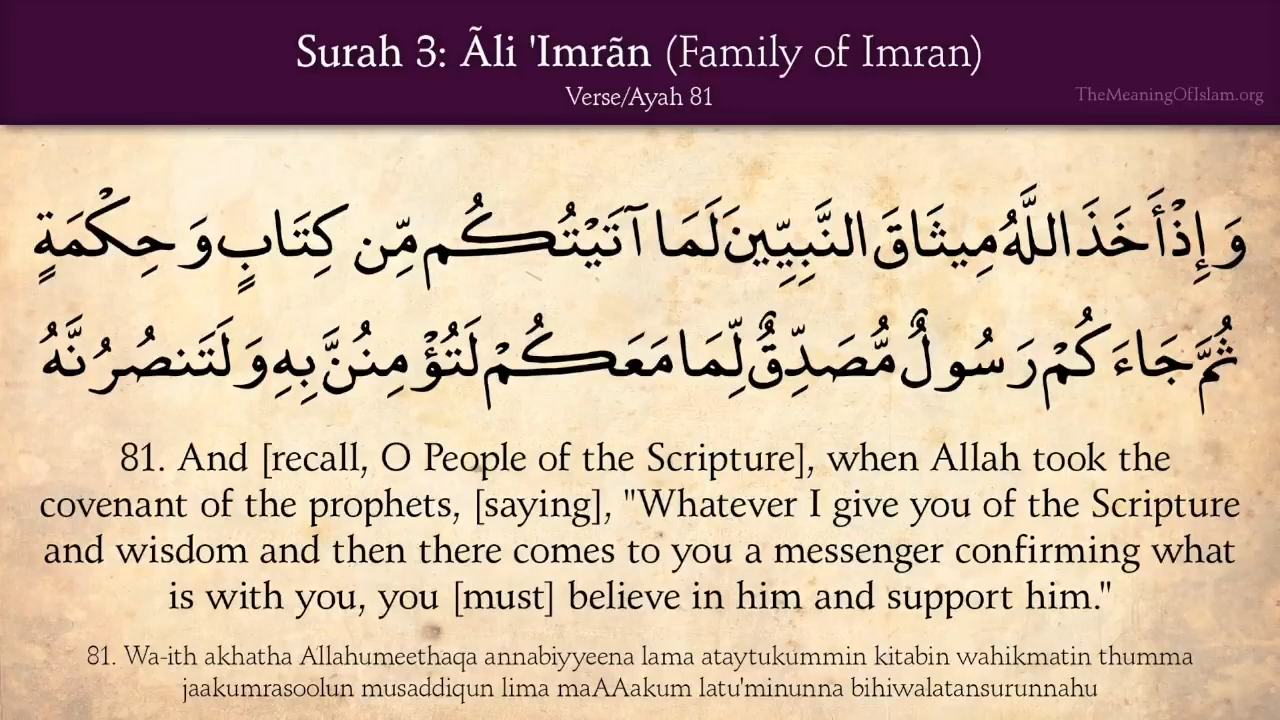 Surah 3: Ãli 'Imrãn (Family of Imran)
Verse/Ayah 81
TheMeaningOfIslam.org
وَإِذْ أَخَذَ اللَّهُ مِيثَاقَ النَّبِيِّينَ لَمَا آتَيْتُكُم مِّن كِتَابٍ وَحِكْمَةٍ
ثُمَّ جَاءَكُمْ رَسُولٌ مُّصَدِّقٌ لِّمَا مَعَكُمْ لَتُؤْمِنُنَّ بِهِ وَلَتَنصُرُنَّهُ
81. And [recall, O People of the Scripture], when Allah took the
covenant of the prophets, [saying], "Whatever I give you of the Scripture
and wisdom and then there comes to you a messenger confirming what
is with you, you [must] believe in him and support him."
81. Wa-ith akhatha Allahumeethaqa annabiyyeena lama ataytukummin kitabin wahikmatin thumma
jaakumrasoolun musaddiqun lima maAAakum latu'minunna bihiwalatansurunnahu